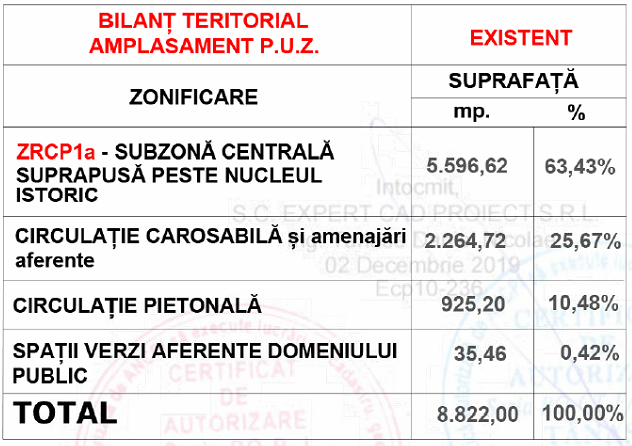 BILANȚ TERITORIAL
AMPLASAMENT P.U.Z.
EXISTENT
ZONIFICARE
SUPRAFAȚĂ
mp.
%
ZRCP1a - SUBZONĂ CENTRALĂ
SUPRAPUSĂ PESTE NUCLEUL
ISTORIC
5.596,62
63,43%
Întocmit,
S.C. EXPERT CAD PROIECT S.R.L.
CIRCULAȚIE CAROSABILĂ și amenajări
aferente
2.264,72
25,67%
02 Decembrie 2019
Ecp10-236
CIRCULAȚIE PIETONALĂ
925,20
10,48%
SPAȚII VERZI AFERENTE DOMENIULUI
PUBLIC
35,46
0,42%
CERTIFICAT
DE
AUTORIZARE
TOTAL
8.822,00
100,00%